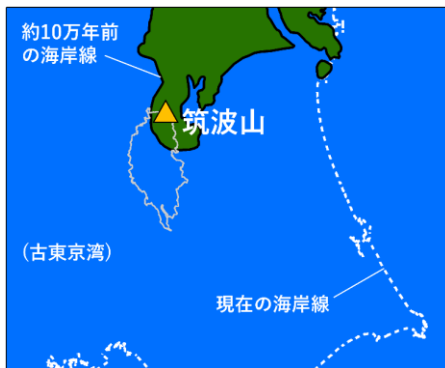 約10万年前
の海岸線
筑波山
(古東京湾)
現在の海岸線